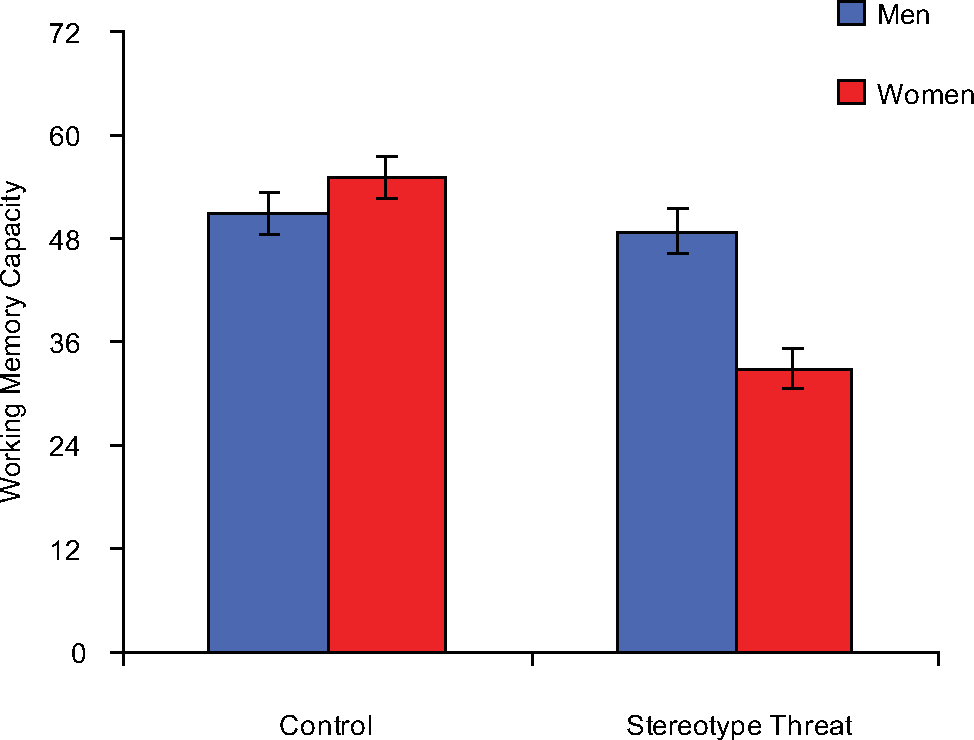 Men
Women
72
60
48
36
24
12
0
Working Memory Capacity
Control
Stereotype Threat